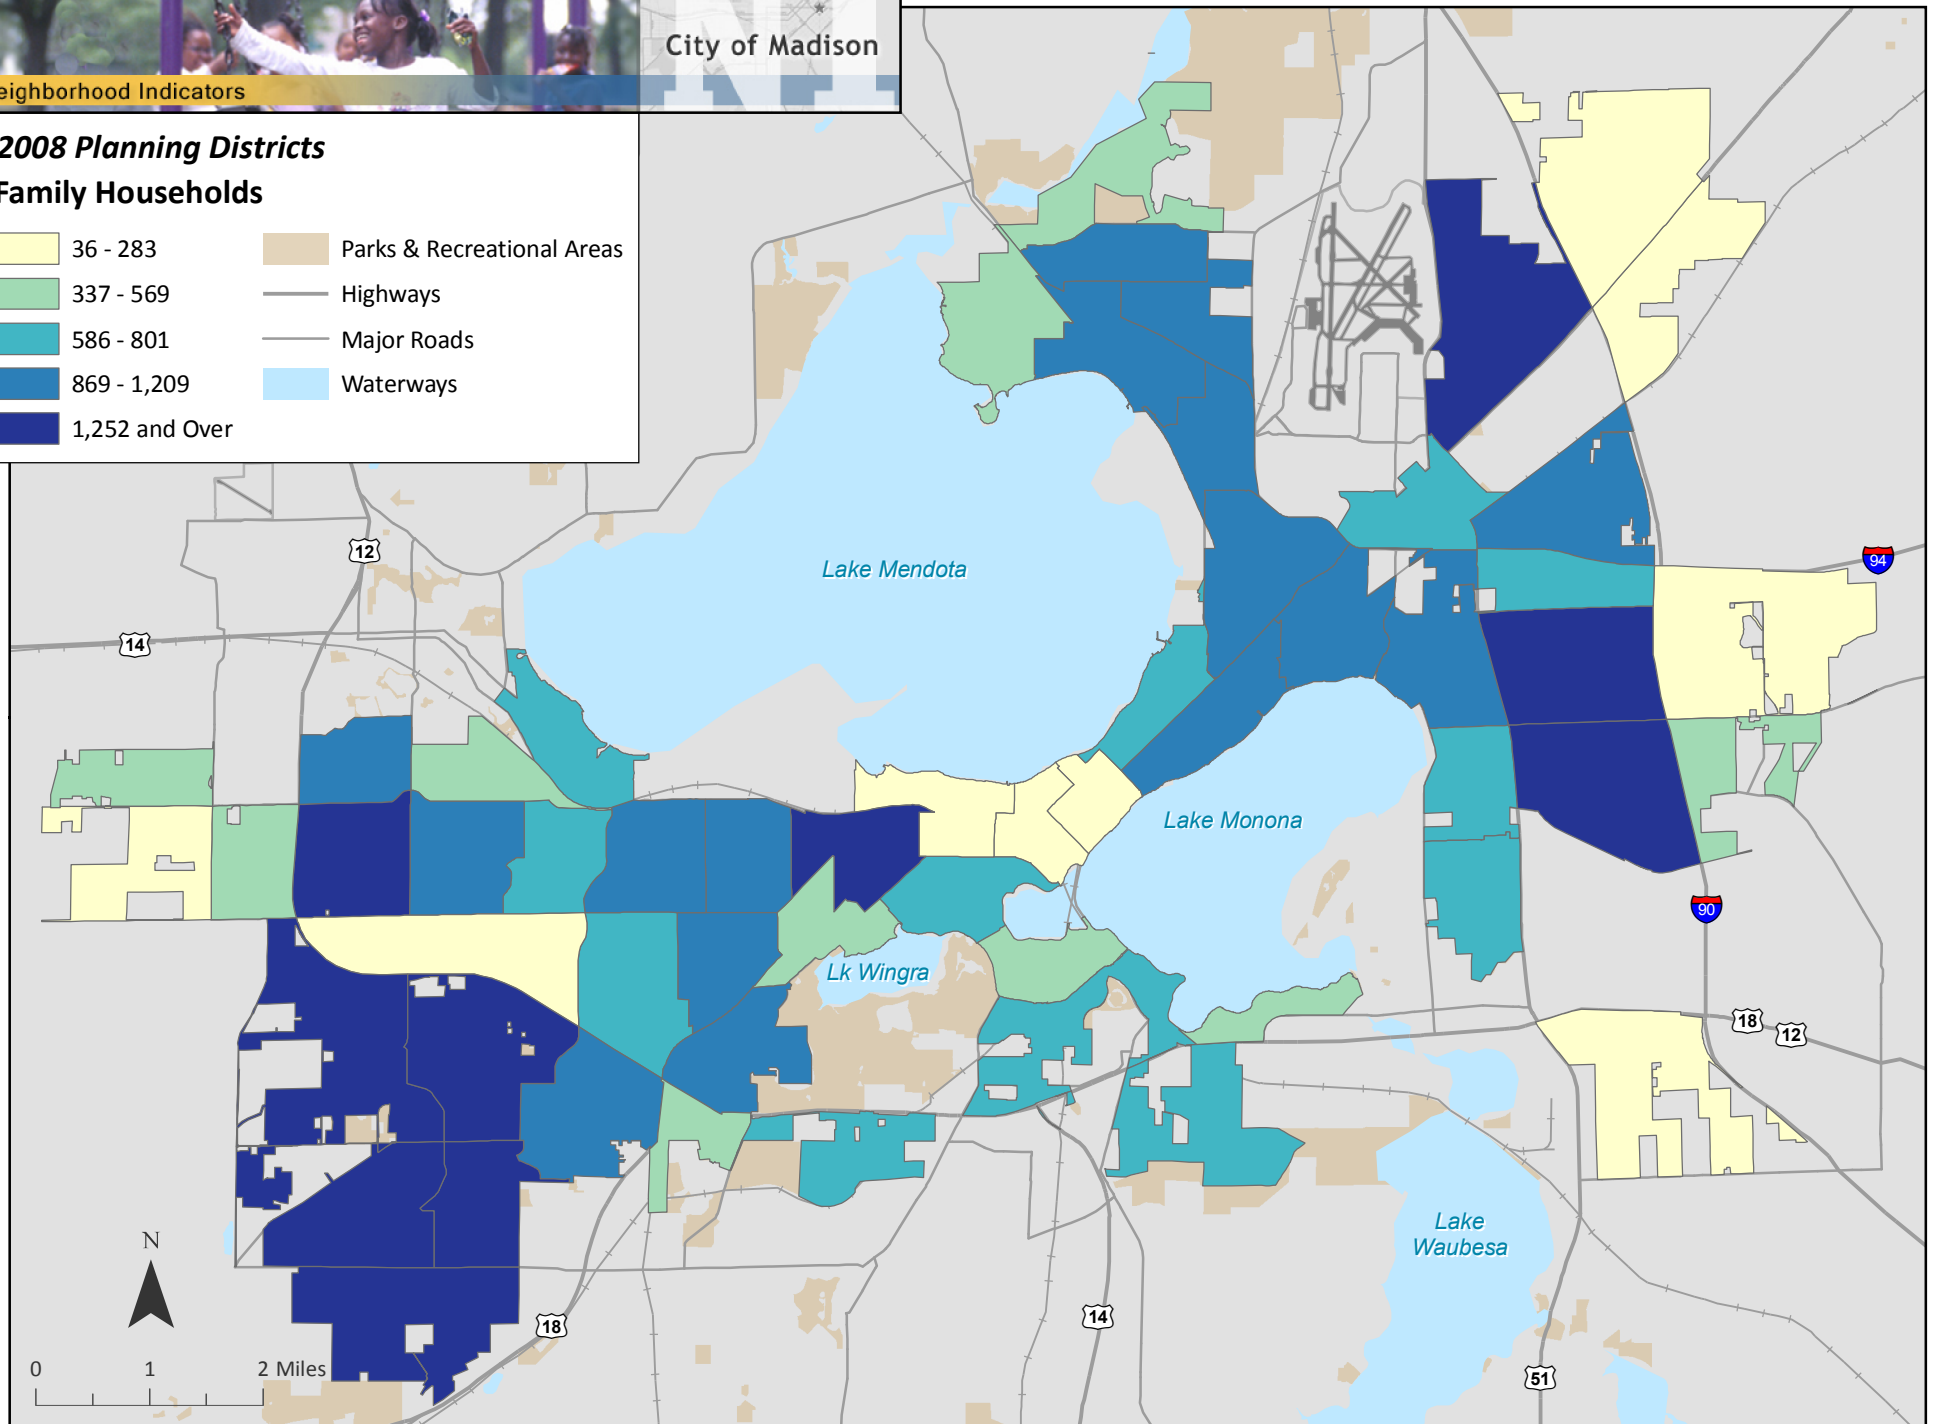 City of Madison
eighborhood Indicators
2008 Planning Districts
Family Households
36 - 283
337 - 569
586 - 801
869 - 1,209
1,252 and Over
Parks & Recreational Areas
Highways
Major Roads
Waterways
12
14
94
Lake Mendota
Lake Monona
90
Lk Wingra
18
12
Lake
Waubesa
N
18
14
51
0 1 2 Miles